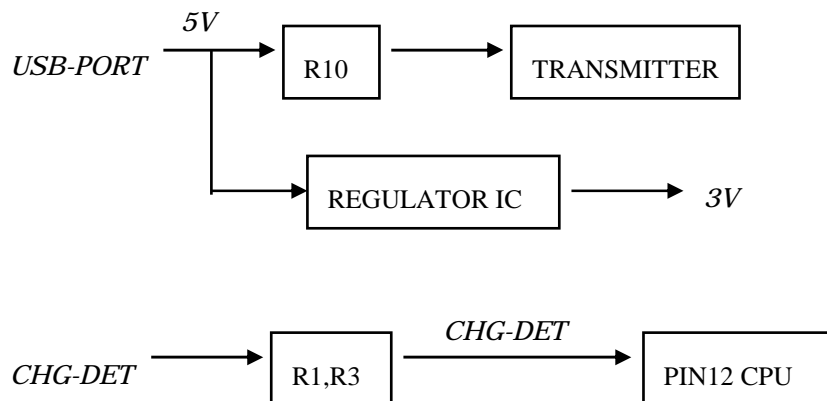 5V
USB-PORT
R10
TRANSMITTER
REGULATOR IC
3V
CHG-DET
R1,R3
CHG-DET
PIN12 CPU